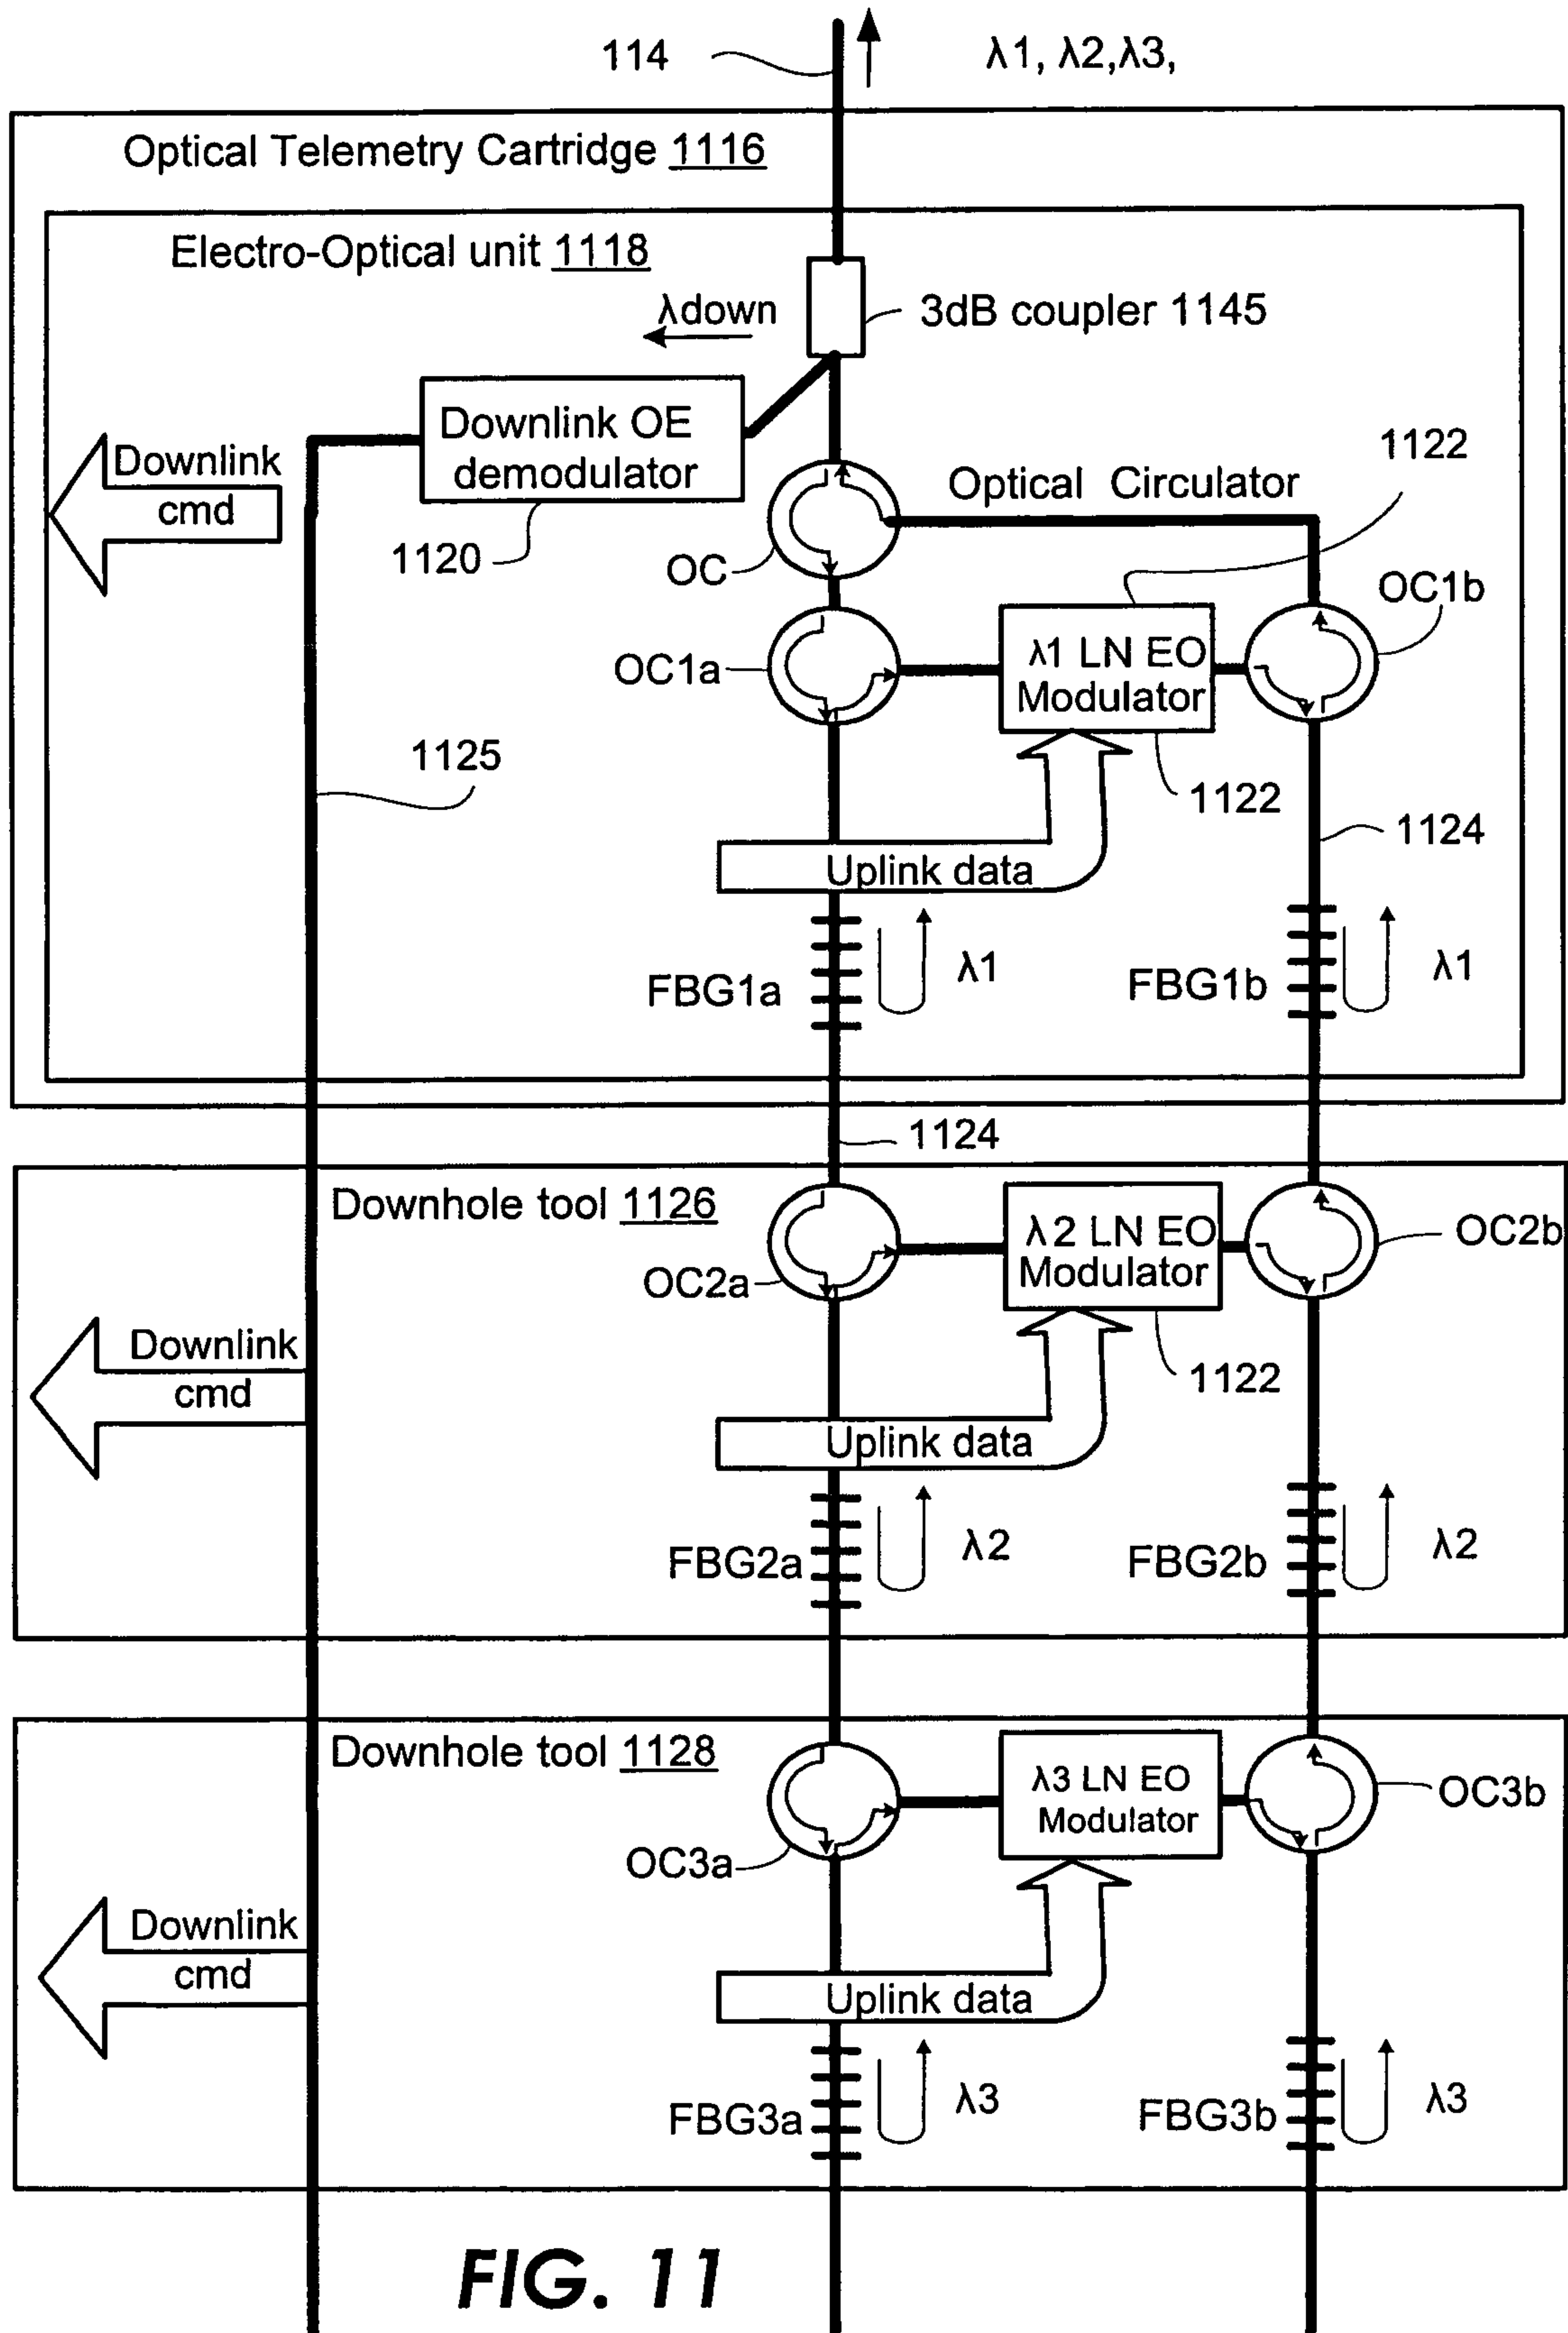 114
λ1, λ2,λ3,
Optical Telemetry Cartridge 1116
Electro-Optical unit 1118
λdown
3dB coupler 1145
Downlink OE
demodulator
1122
Downlink
cmd
Optical Circulator
1120
OC
OC1b
OC1a
λ1 LN EO
Modulator
1125
1122
1124
Uplink data
FBG1a
λ1
FBG1b
λ1
1124
Downhole tool 1126
λ2 LN EO
Modulator
OC2b
OC2a
Downlink
cmd
1122
Uplink data
FBG2a
λ2
FBG2b
λ2
Downhole tool 1128
λ3 LN EO
Modulator
OC3b
OC3a
Downlink
cmd
Uplink data
FBG3a
λ3
FBG3b
λ3
FIG. 11